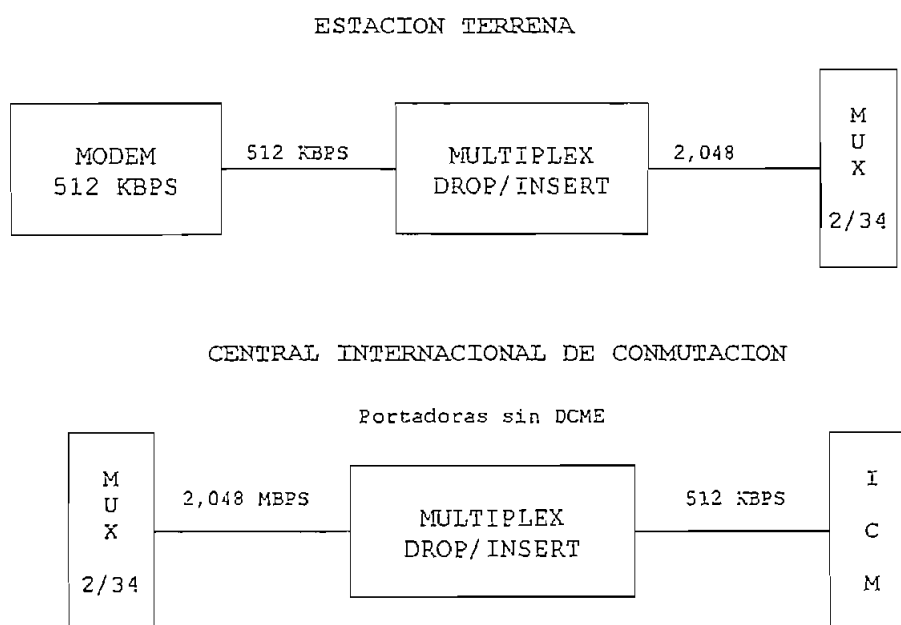 ESTACION TERRENA
MODEM
512 KBPS
512 KBPS
MULTIPLEX
DROP/INSERT
2,048
M
U
X
2/34
CENTRAL INTERNACIONAL DE CONMUTACION
Portadoras sin DCME
M
U
X
2/34
2,048 MBPS
MULTIPLEX
DROP/INSERT
512 KBPS
I
C
M